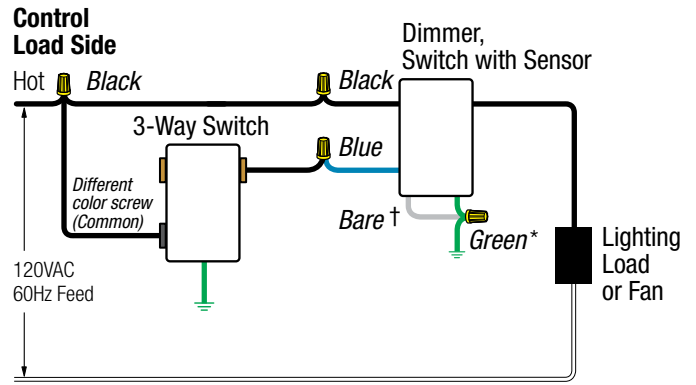 Control
Load Side
Hot
Black
Black
Dimmer,
Switch with Sensor
3-Way Switch
Blue
Different
color screw
(Common)
Bare †
Green*
120VAC
60Hz Feed
Lighting
Load
or Fan